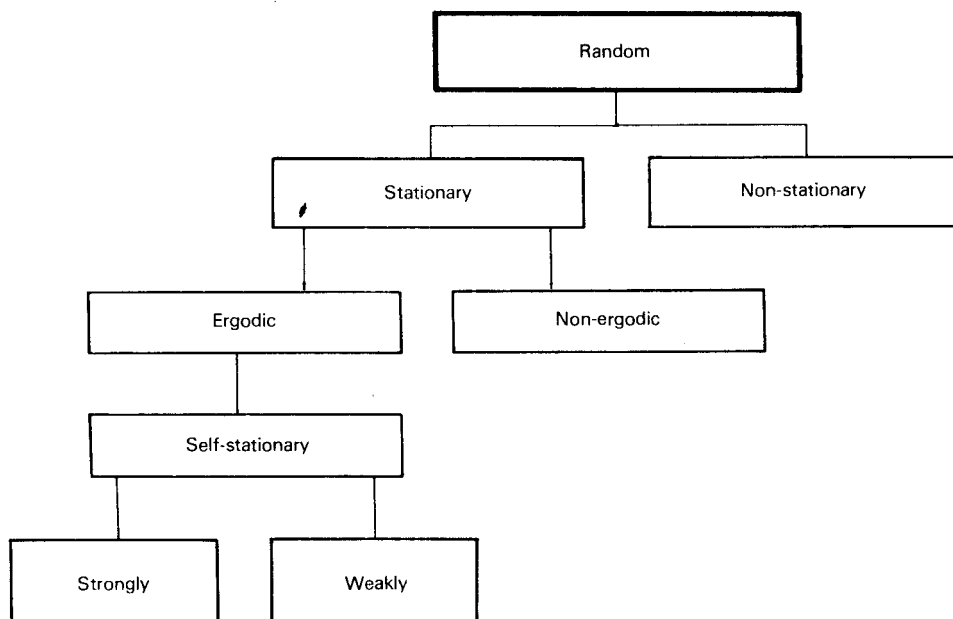 Random
Stationary
Non-stationary
Ergodic
Non-ergodic
Self-stationary
Strongly
Weakly